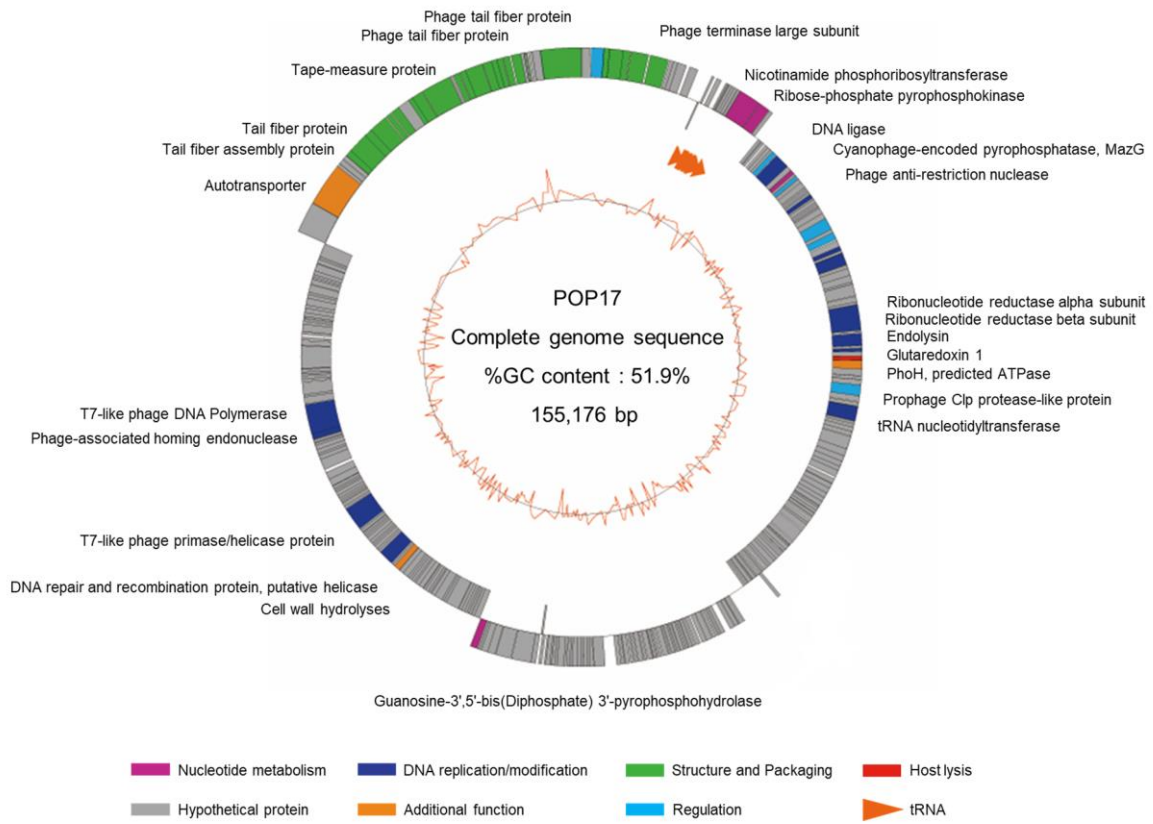 Phage tail fiber protein
Phage tail fiber protein
Phage terminase large subunit
Tape-measure protein
Nicotinamide phosphoribosyltransferase
Ribose-phosphate pyrophosphokinase
Tail fiber protein
DNA ligase
Tail fiber assembly protein
Cyanophage-encoded pyrophosphatase, MazG
Autotransporter
Phage anti-restriction nuclease
POP17
Complete genome sequence
%GC content : 51.9%
155,176 bp
Ribonucleotide reductase alpha subunit
Ribonucleotide reductase beta subunit
Endolysin
Glutaredoxin 1
PhoH, predicted ATPase
Prophage Clp protease-like protein
tRNA nucleotidyltransferase
T7-like phage DNA Polymerase
Phage-associated homing endonuclease
T7-like phage primase/helicase protein
DNA repair and recombination protein, putative helicase
Cell wall hydrolyses
Guanosine-3',5'-bis(Diphosphate) 3'-pyrophosphohydrolase
Nucleotide metabolism
DNA replication/modification
Structure and Packaging
Host lysis
Hypothetical protein
Additional function
Regulation
tRNA